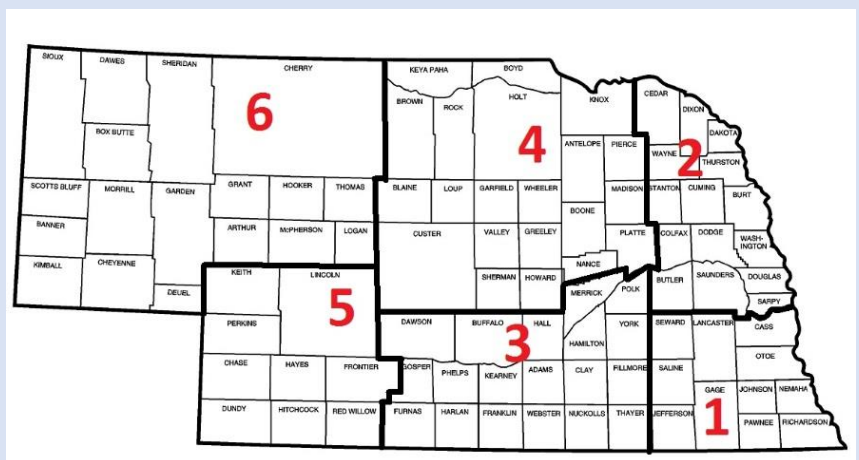 SIOUX DAWES SHERIDAN CHERRY KEYA PAHA BOYD
BROWN ROCK HOLT KNOX CEDAR DIXON
6
BOX BUTTE
4
DAKOTA
ANTELOPE PIERCE WAYNE 2 THURSTON
SCOTTS BLUFF MORRILL GARDEN GRANT HOOKER THOMAS BLAINE LOUP GARFIELD WHEELER MADISON STANTON CUMING BURT
BOONE
BANNER ARTHUR McPHERSON LOGAN CUSTER VALLEY GREELEY PLATTE COLFAX DODGE WASH-
INGTON
KIMBALL CHEYENNE DEUEL NANCE
KEITH LINCOLN SHERMAN HOWARD MERRICK POLK BUTLER SAUNDERS DOUGLAS
SARPY
5
PERKINS DAWSON BUFFALO HALL YORK SEWARD LANCASTER CASS
3
HAMILTON
OTOE
CHASE HAYES FRONTIER GOSPER PHELPS KEARNEY ADAMS CLAY FILLMORE SALINE
GAGE JOHNSON NEMAHA
DUNDY HITCHCOCK RED WILLOW FURNAS HARLAN FRANKLIN WEBSTER NUCKOLLS THAYER JEFFERSON 1 PAWNEE RICHARDSON